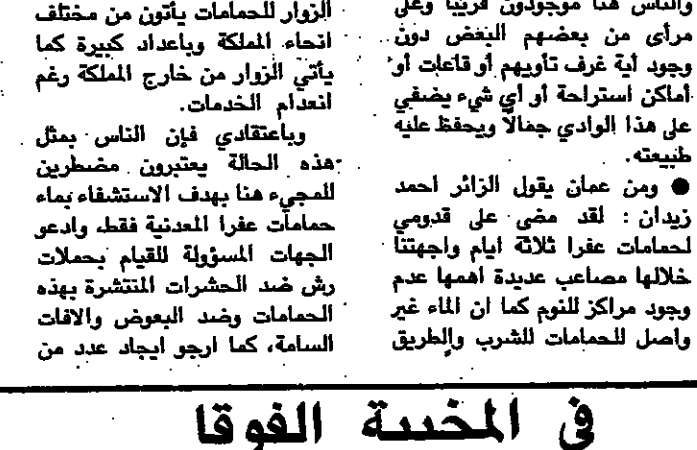 والناس هنا موجودون قريبا وعلى
مرأى من بعضهم البغض دون
وجود أية غرف تأويهم أو قاعات أو
أماكن استراحة أو أي شيء يضفي
على هذا الوادي جمالاً ويحفظ عليه
طبيعته.
● ومن عمان يقول الزائر احمد
زيدان : لقد مضى على قدومي
لحمامات عفرا ثلاثة ايام واجهتنا
خلالها مصاعب عديدة اهمها عدم
وجود مراكز للنوم كما ان الماء غير
واصل للحمامات للشرب والطريق
الزوار للحمامات يأتون من مختلف
انحاء المملكة وباعداد كبيرة كما
يأتي الزوار من خارج المملكة رغم
انعدام الخدمات.
وباعتقادي فإن الناس بمثل
هذه الحالة يعتبرون مضطرين
للمجيء هنا بهدف الاستشفاء بماء
حمامات عفرا المعدنية فقط، وادعو
الجهات المسؤولة للقيام بحملات
رش ضد الحشرات المنتشرة بهذه
الحمامات وضد البعوض والافات
السامة، كما ارجو ايجاد عدد من
في المخيبة الفوقا